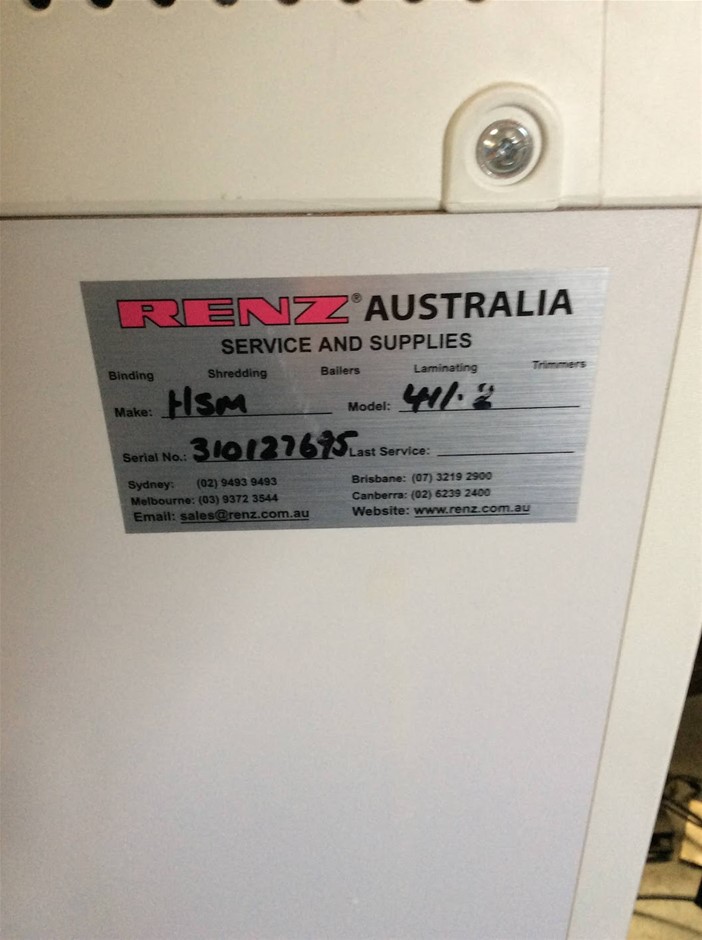 RENZ® AUSTRALIA
SERVICE AND SUPPLIES
Binding Shredding Bailers Laminating Trimmers
Make: HSM Model: 411.2
Serial No.: 310127695 Last Service:
Sydney: (02) 9493 9493 Brisbane: (07) 3219 2900
Melbourne: (03) 9372 3544 Canberra: (02) 6239 2400
Email: sales@renz.com.au Website: www.renz.com.au